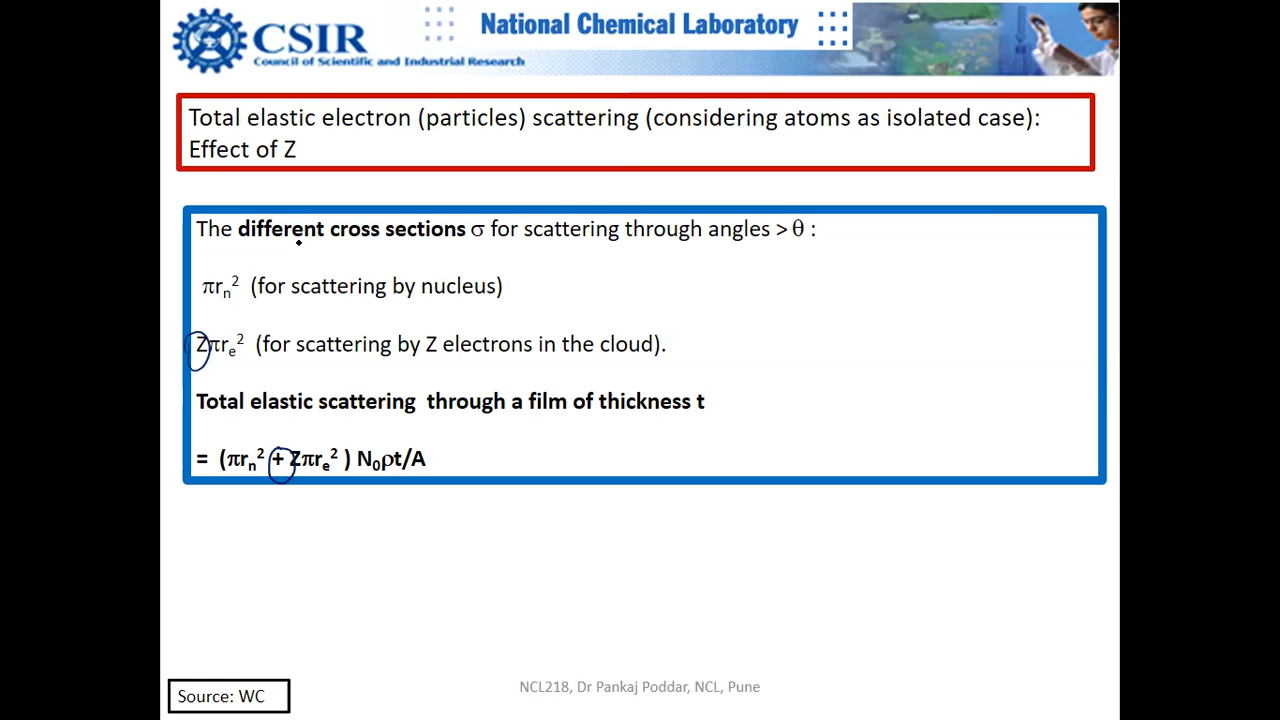 CSIR
Council of Scientific and Industrial Research
National Chemical Laboratory
Total elastic electron (particles) scattering (considering atoms as isolated case):
Effect of Z
The different cross sections σ for scattering through angles > θ :
πrₙ² (for scattering by nucleus)
Zπrₑ² (for scattering by Z electrons in the cloud).
Total elastic scattering through a film of thickness t
= (πrₙ² + Zπrₑ² ) N₀ρt/A
Source: WC
NCL218, Dr Pankaj Poddar, NCL, Pune